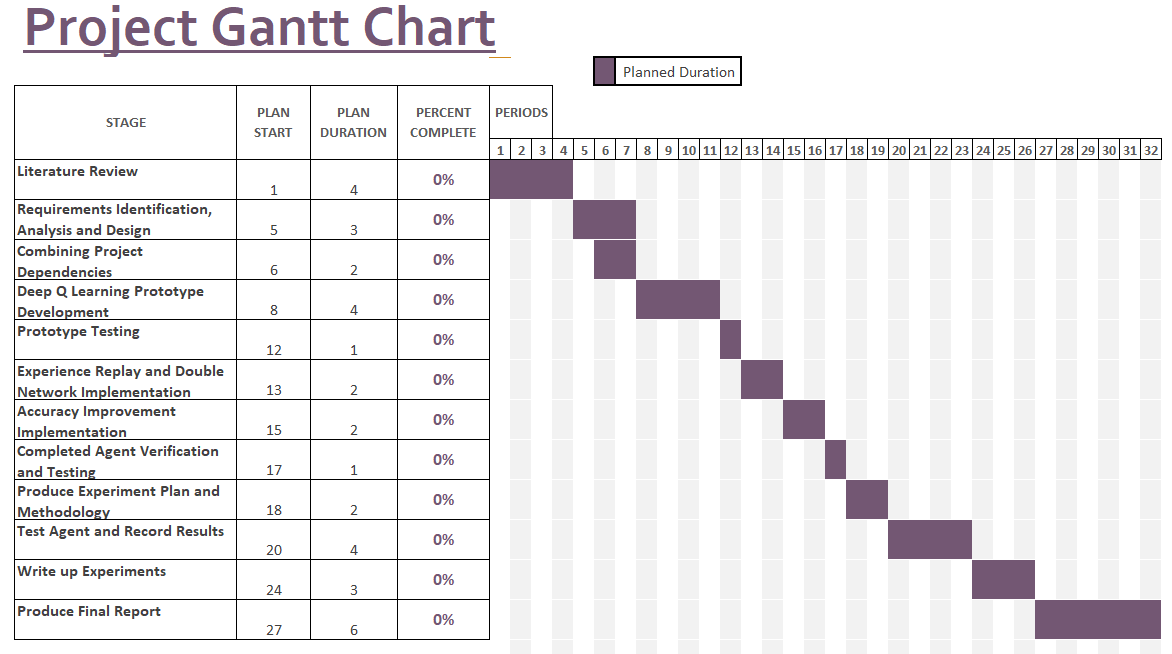 Project Gantt Chart
Planned Duration
STAGE
PLAN
START
PLAN
DURATION
PERCENT
COMPLETE
PERIODS
1 2 3 4 5 6 7 8 9 10 11 12 13 14 15 16 17 18 19 20 21 22 23 24 25 26 27 28 29 30 31 32
Literature Review
1 4 0%
Requirements Identification,
Analysis and Design
5 3 0%
Combining Project
Dependencies
6 2 0%
Deep Q Learning Prototype
Development
8 4 0%
Prototype Testing
12 1 0%
Experience Replay and Double
Network Implementation
13 2 0%
Accuracy Improvement
Implementation
15 2 0%
Completed Agent Verification
and Testing
17 1 0%
Produce Experiment Plan and
Methodology
18 2 0%
Test Agent and Record Results
20 4 0%
Write up Experiments
24 3 0%
Produce Final Report
27 6 0%